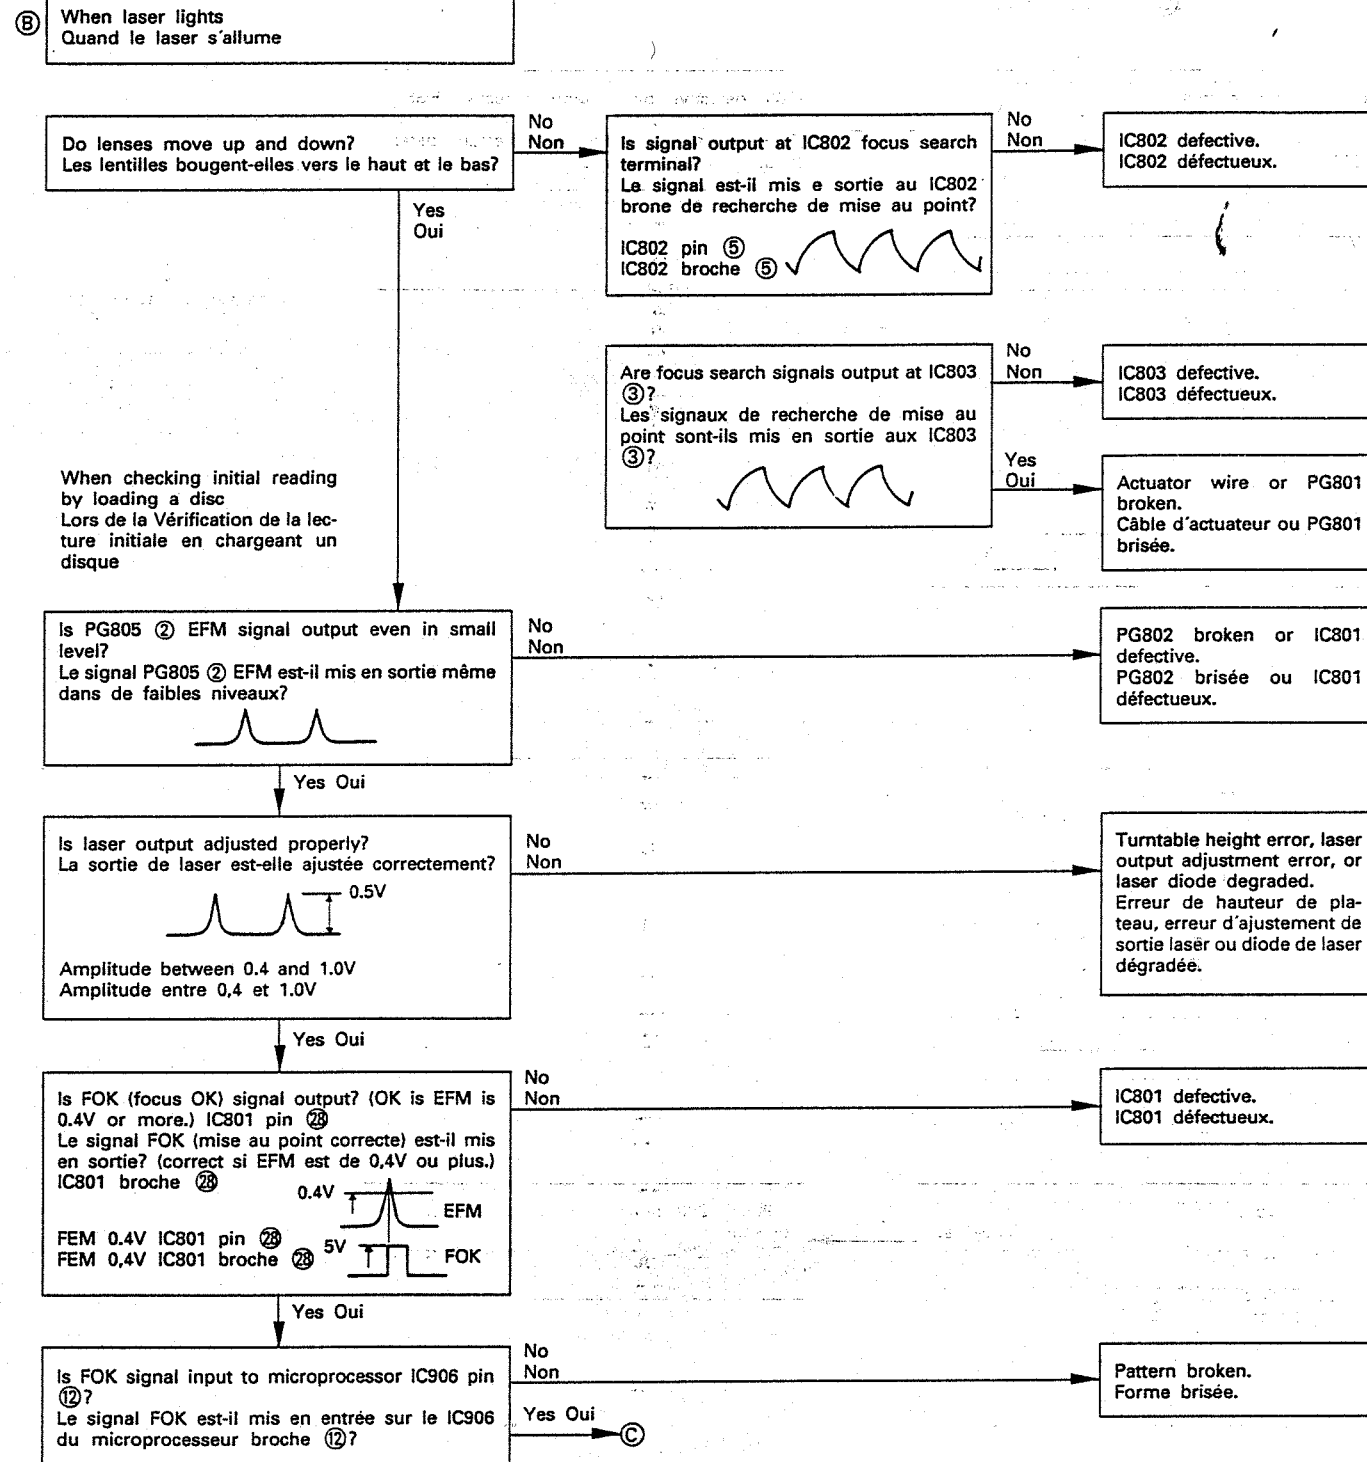 Ⓑ
When laser lights
Quand le laser s'allume
Do lenses move up and down?
Les lentilles bougent-elles vers le haut et le bas?
No
Non
Yes
Oui
Is signal output at IC802 focus search
terminal?
Le signal est-il mis e sortie au IC802
brone de recherche de mise au point?
IC802 pin ⑤
IC802 broche ⑤
No
Non
IC802 defective.
IC802 défectueux.
Are focus search signals output at IC803
③?
Les signaux de recherche de mise au
point sont-ils mis en sortie aux IC803
③?
No
Non
IC803 defective.
IC803 défectueux.
Yes
Oui
Actuator wire or PG801
broken.
Câble d'actuateur ou PG801
brisée.
When checking initial reading
by loading a disc
Lors de la Vérification de la lec-
ture initiale en chargeant un
disque
Is PG805 ② EFM signal output even in small
level?
Le signal PG805 ② EFM est-il mis en sortie même
dans de faibles niveaux?
No
Non
PG802 broken or IC801
defective.
PG802 brisée ou IC801
défectueux.
Yes Oui
Is laser output adjusted properly?
La sortie de laser est-elle ajustée correctement?
0.5V
Amplitude between 0.4 and 1.0V
Amplitude entre 0,4 et 1.0V
No
Non
Turntable height error, laser
output adjustment error, or
laser diode degraded.
Erreur de hauteur de pla-
teau, erreur d'ajustement de
sortie laser ou diode de laser
dégradée.
Yes Oui
Is FOK (focus OK) signal output? (OK is EFM is
0.4V or more.) IC801 pin ㉘
Le signal FOK (mise au point correcte) est-il mis
en sortie? (correct si EFM est de 0,4V ou plus.)
IC801 broche ㉘
0.4V
EFM
FEM 0.4V IC801 pin ㉘
FEM 0,4V IC801 broche ㉘
5V
FOK
No
Non
IC801 defective.
IC801 défectueux.
Yes Oui
Is FOK signal input to microprocessor IC906 pin
⑫?
Le signal FOK est-il mis en entrée sur le IC906
du microprocesseur broche ⑫?
No
Non
Pattern broken.
Forme brisée.
Yes Oui
Ⓒ